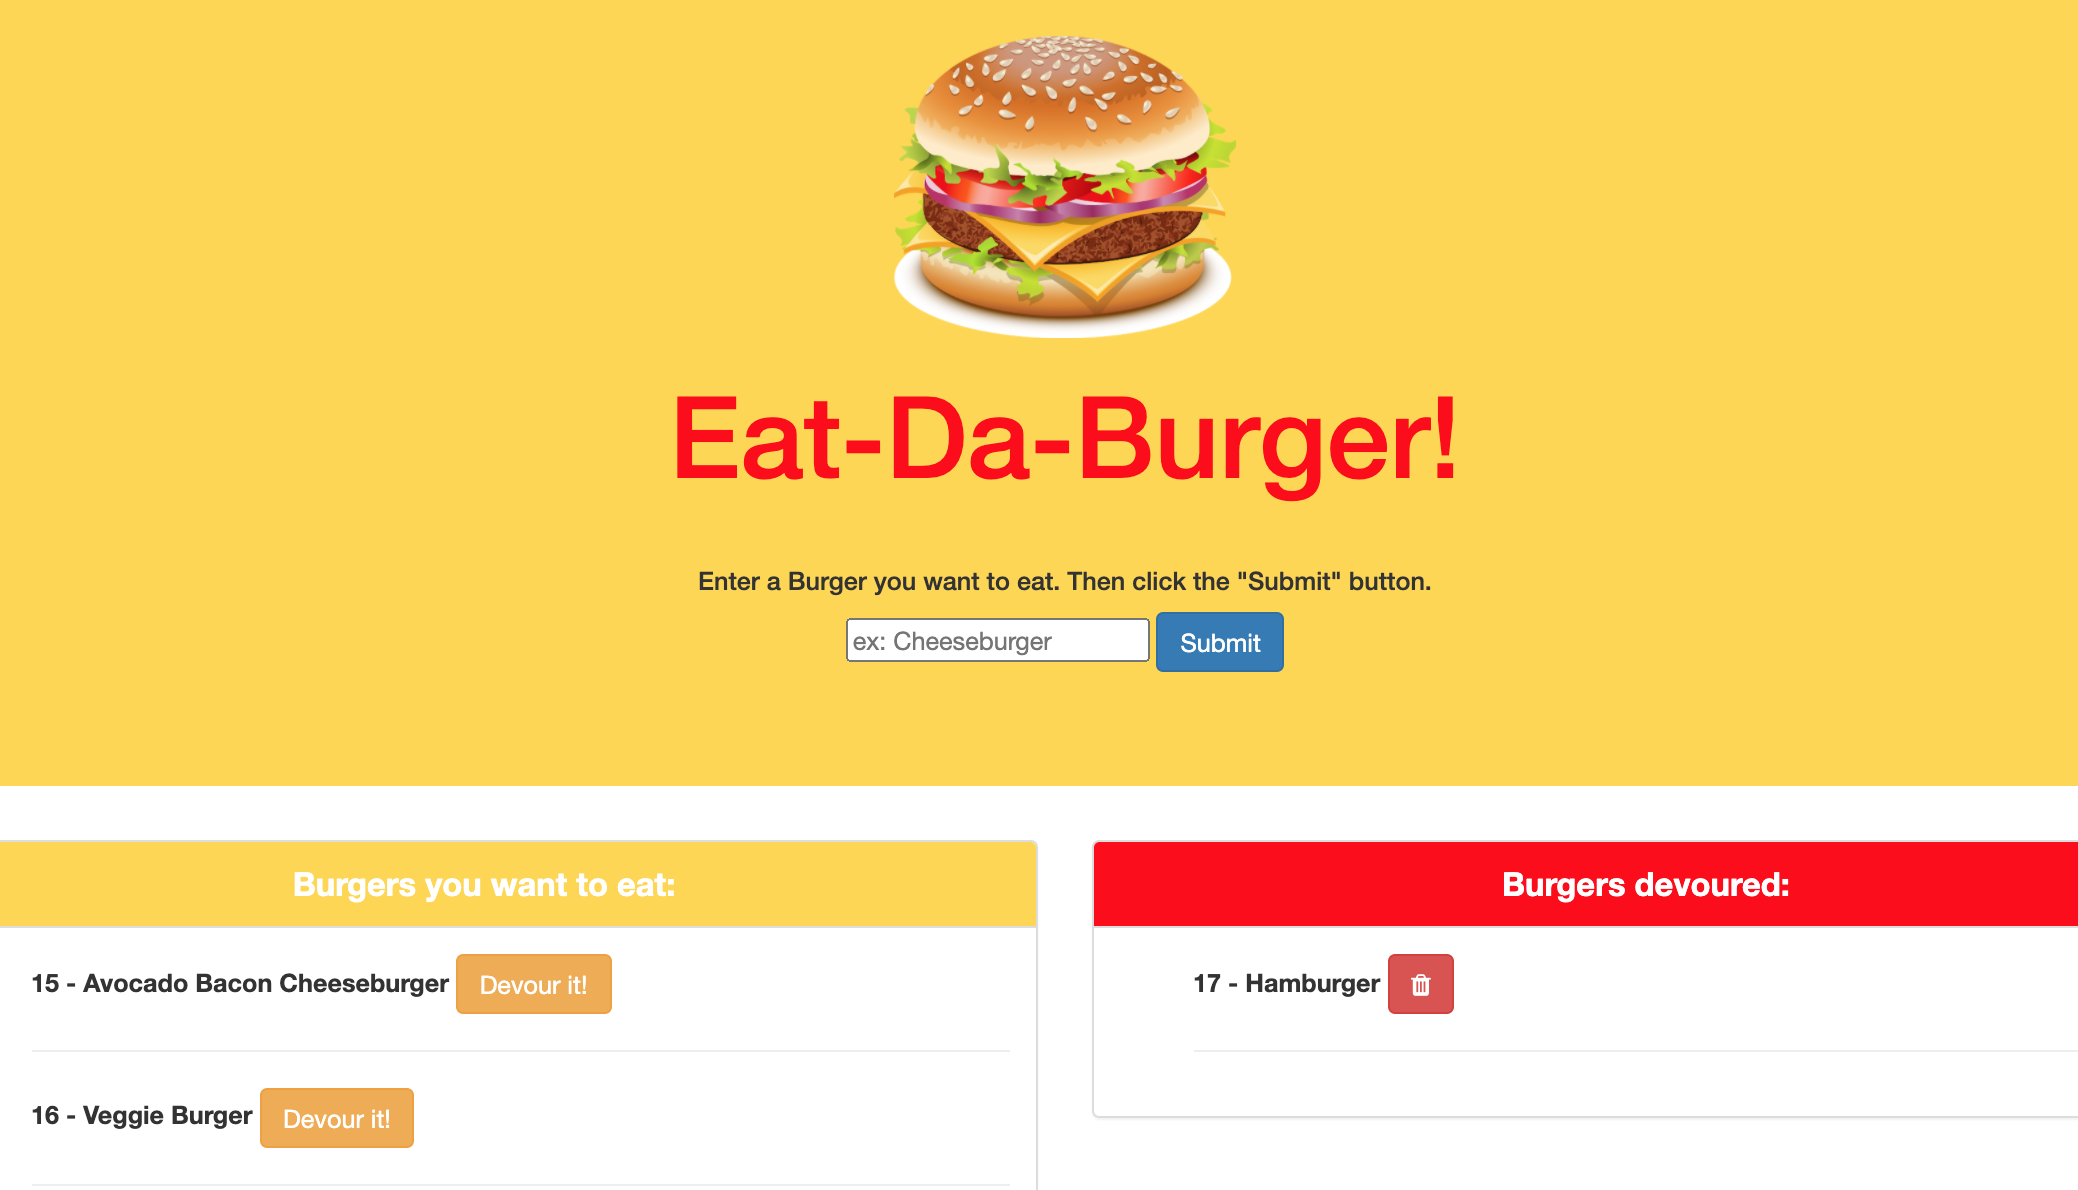 Eat-Da-Burger!
Enter a Burger you want to eat. Then click the "Submit" button.
ex: Cheeseburger
Submit
Burgers you want to eat:
15 - Avocado Bacon Cheeseburger
Devour it!
16 - Veggie Burger
Devour it!
Burgers devoured:
17 - Hamburger